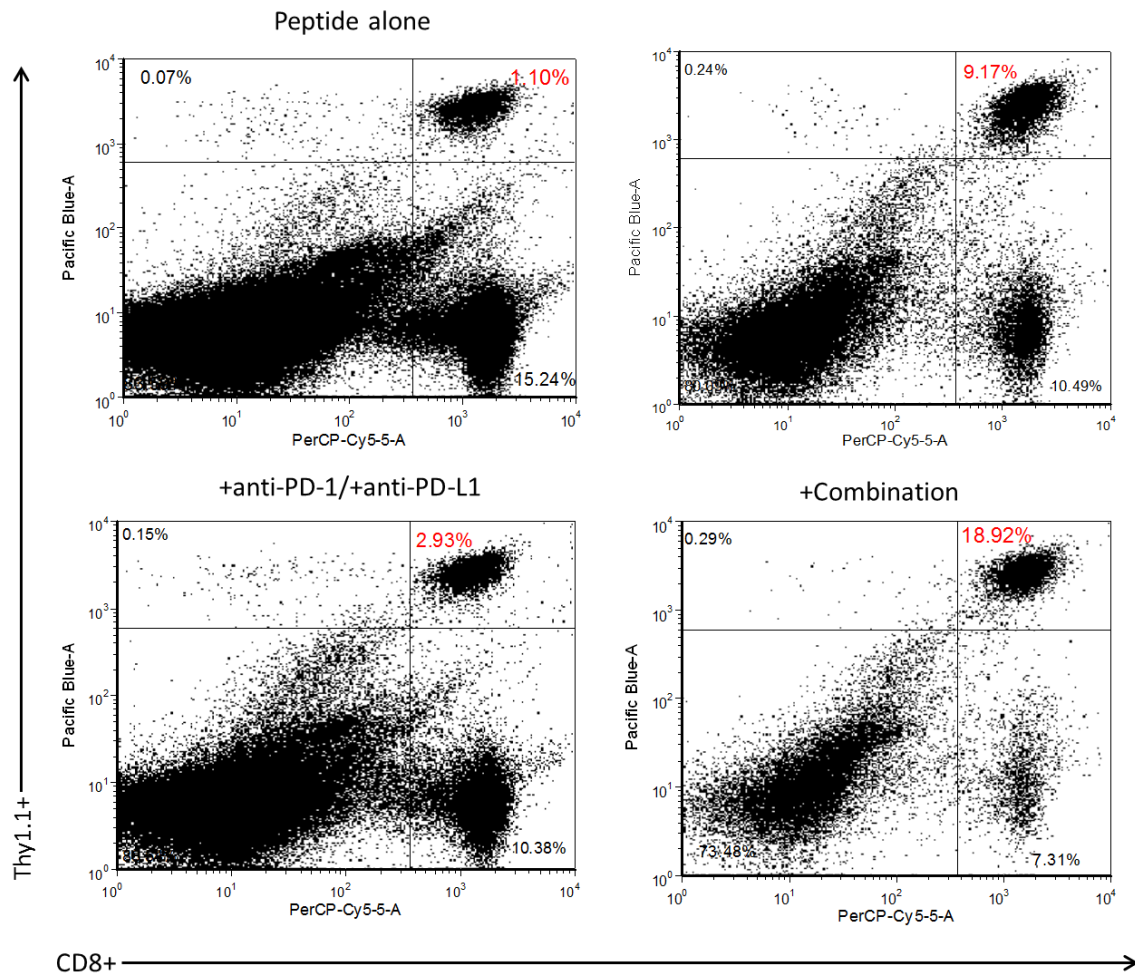 Peptide alone
0.07%
1.10%
15.24%
Pacific Blue-A
10^4
10^3
10^2
10^1
10^0
10^0 10^1 10^2 10^3 10^4
PerCP-Cy5-5-A
0.24%
9.17%
10.49%
Pacific Blue-A
10^4
10^3
10^2
10^1
10^0
10^0 10^1 10^2 10^3 10^4
PerCP-Cy5-5-A
+anti-PD-1/+anti-PD-L1
0.15%
2.93%
10.38%
Pacific Blue-A
10^4
10^3
10^2
10^1
10^0
10^0 10^1 10^2 10^3 10^4
PerCP-Cy5-5-A
+Combination
0.29%
18.92%
73.48%
7.31%
Pacific Blue-A
10^4
10^3
10^2
10^1
10^0
10^0 10^1 10^2 10^3 10^4
PerCP-Cy5-5-A
Thy1.1+
CD8+